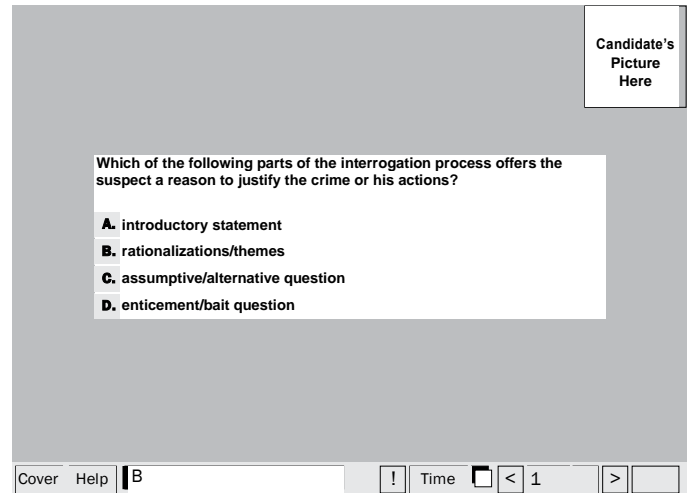 Candidate's
Picture
Here
Which of the following parts of the interrogation process offers the
suspect a reason to justify the crime or his actions?
A. introductory statement
B. rationalizations/themes
C. assumptive/alternative question
D. enticement/bait question
Cover Help B ! Time < 1 >